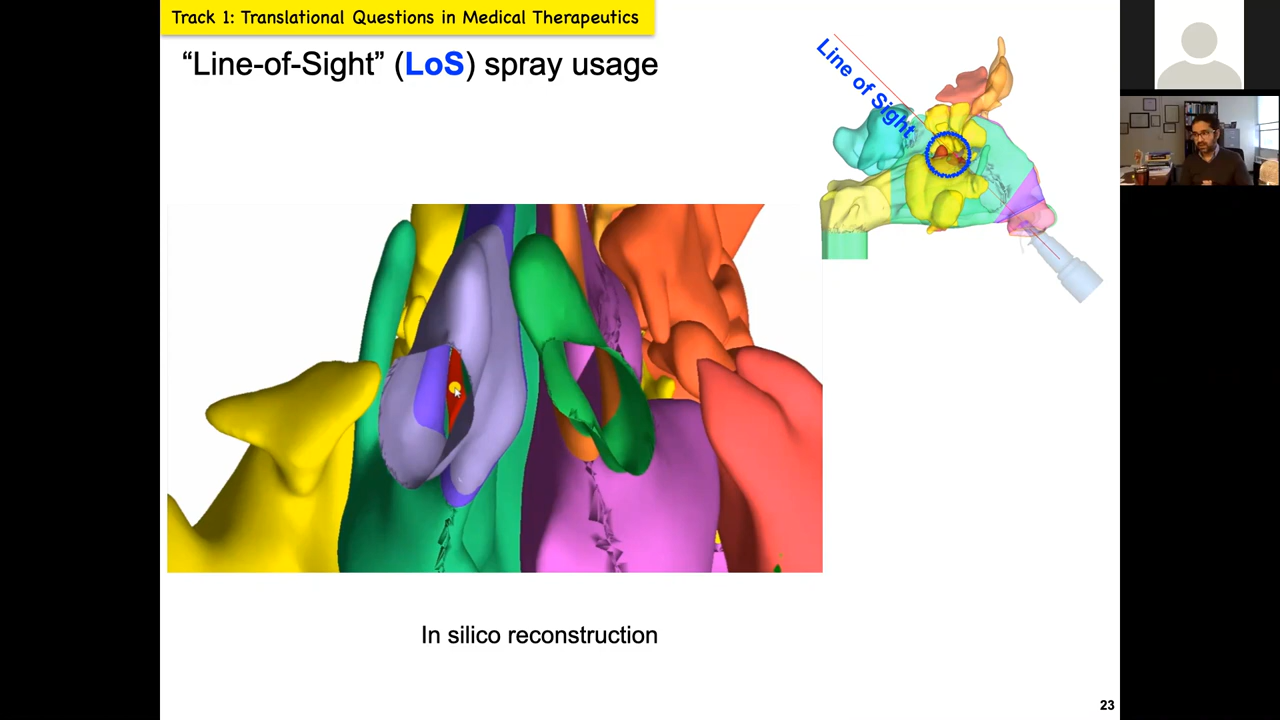 Track 1: Translational Questions in Medical Therapeutics
“Line-of-Sight” (LoS) spray usage
Line of Sight
In silico reconstruction
23